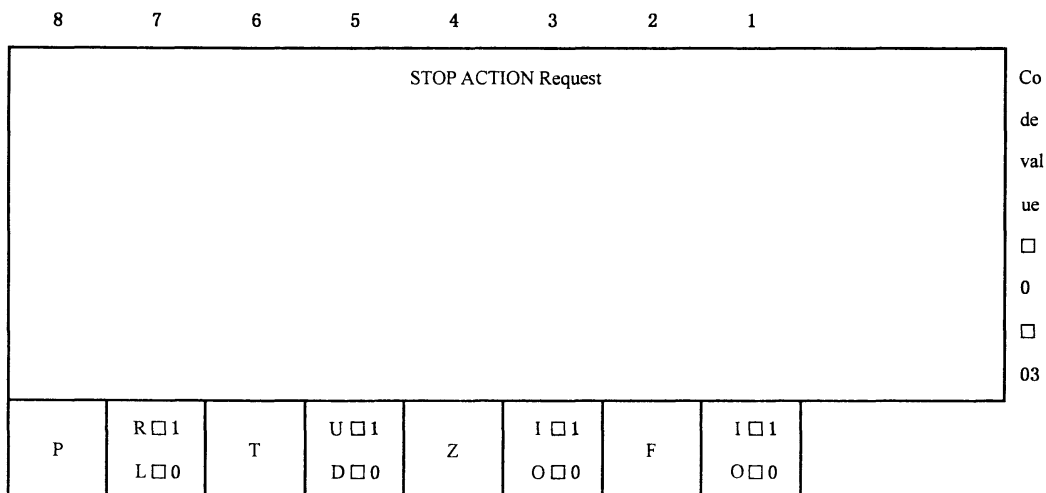 8 7 6 5 4 3 2 1
STOP ACTION Request
Co
de
val
ue
□
0
□
03
P
R□1
L□0
T
U□1
D□0
Z
I□1
O□0
F
I□1
O□0